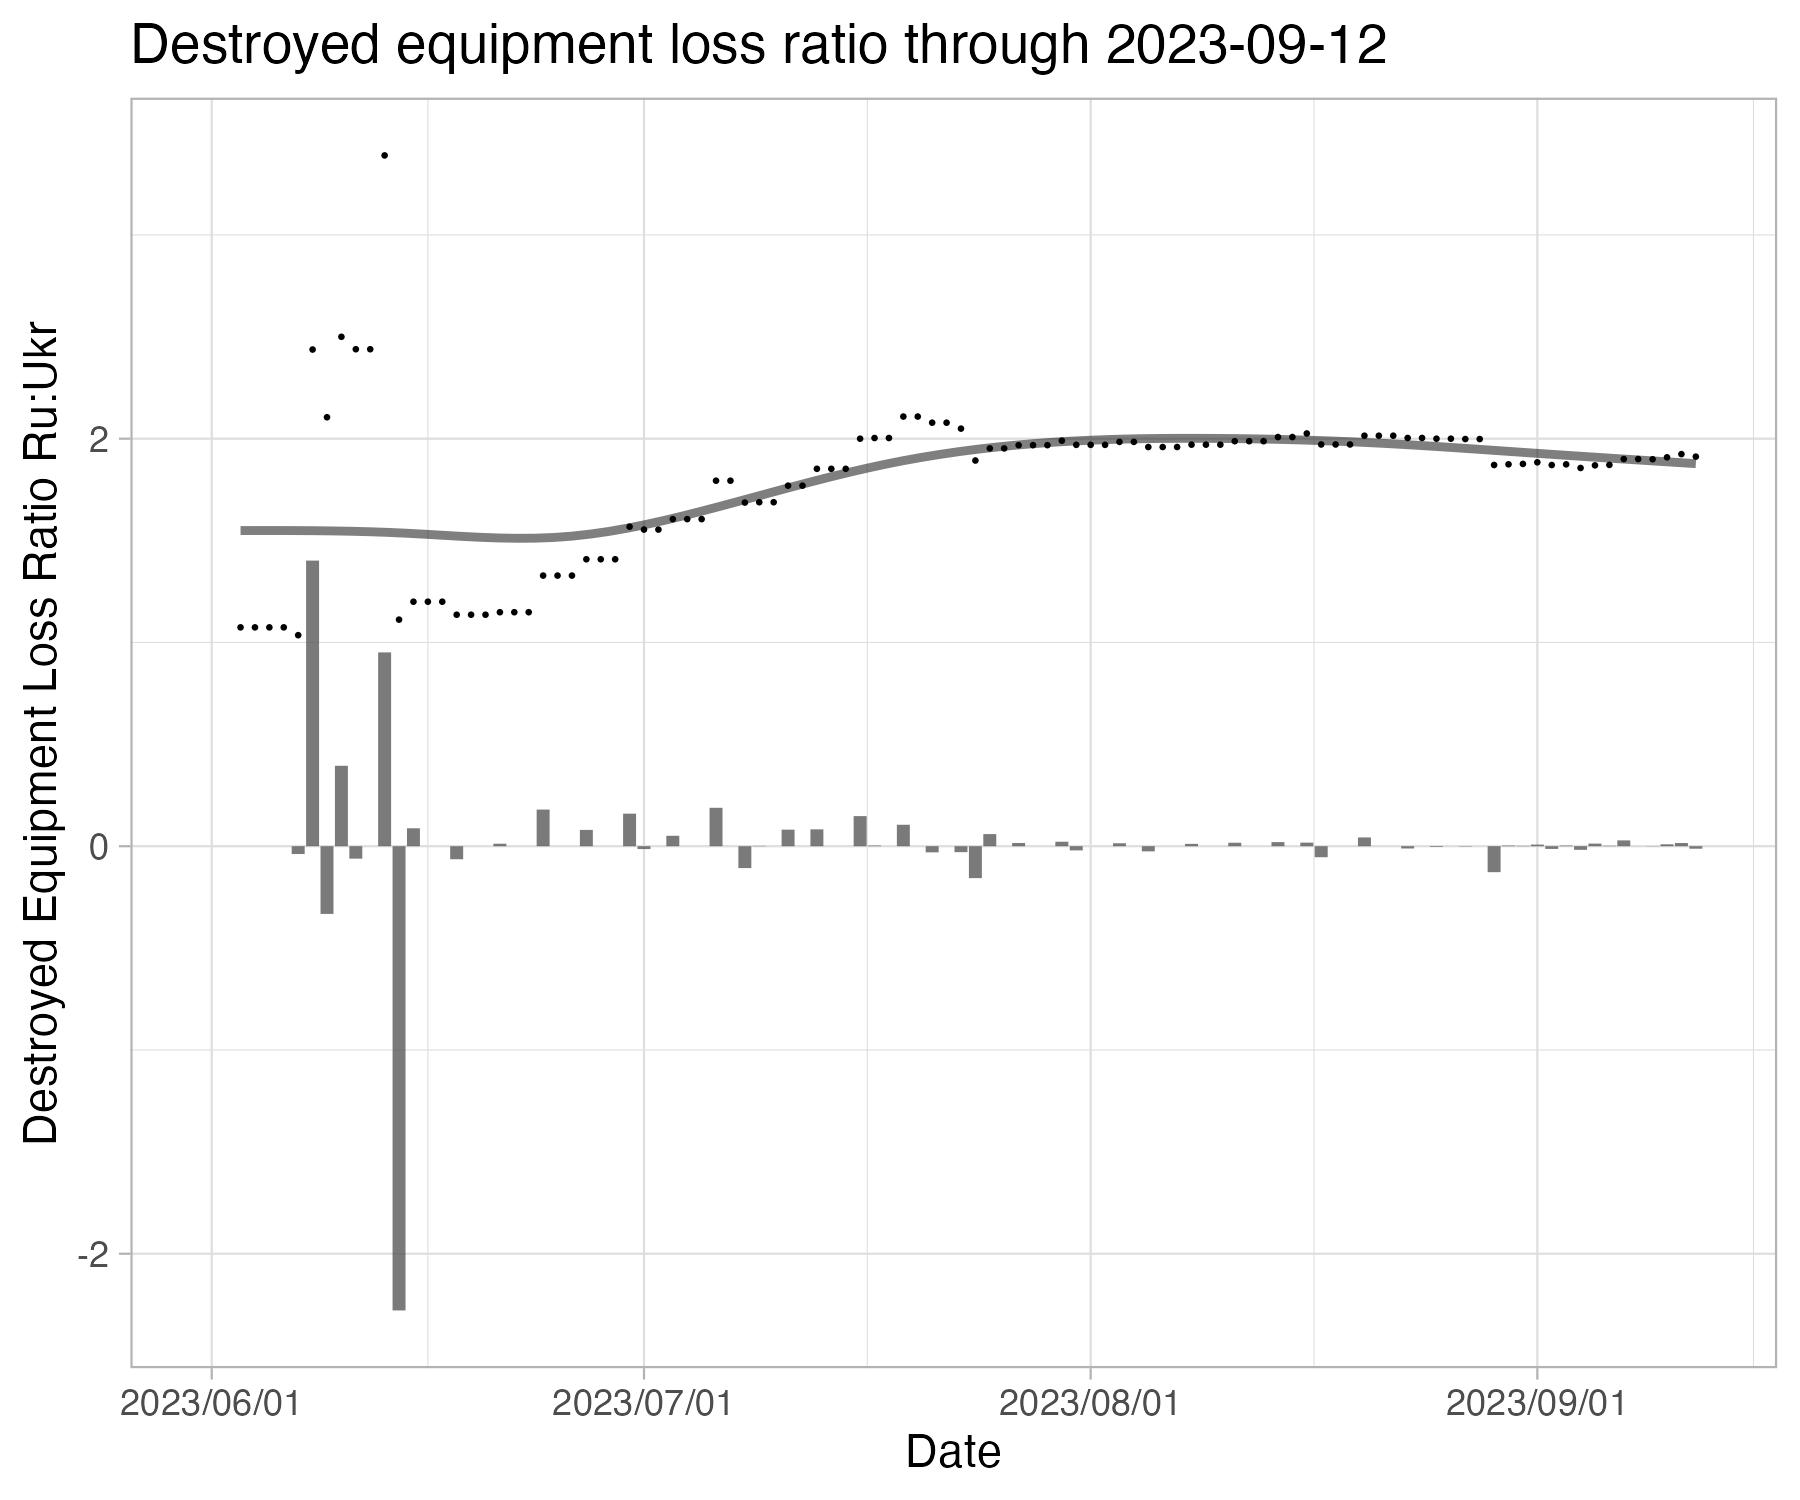 Destroyed equipment loss ratio through 2023-09-12
Destroyed Equipment Loss Ratio Ru:Ukr
2
0
-2
2023/06/01
2023/07/01
2023/08/01
2023/09/01
Date